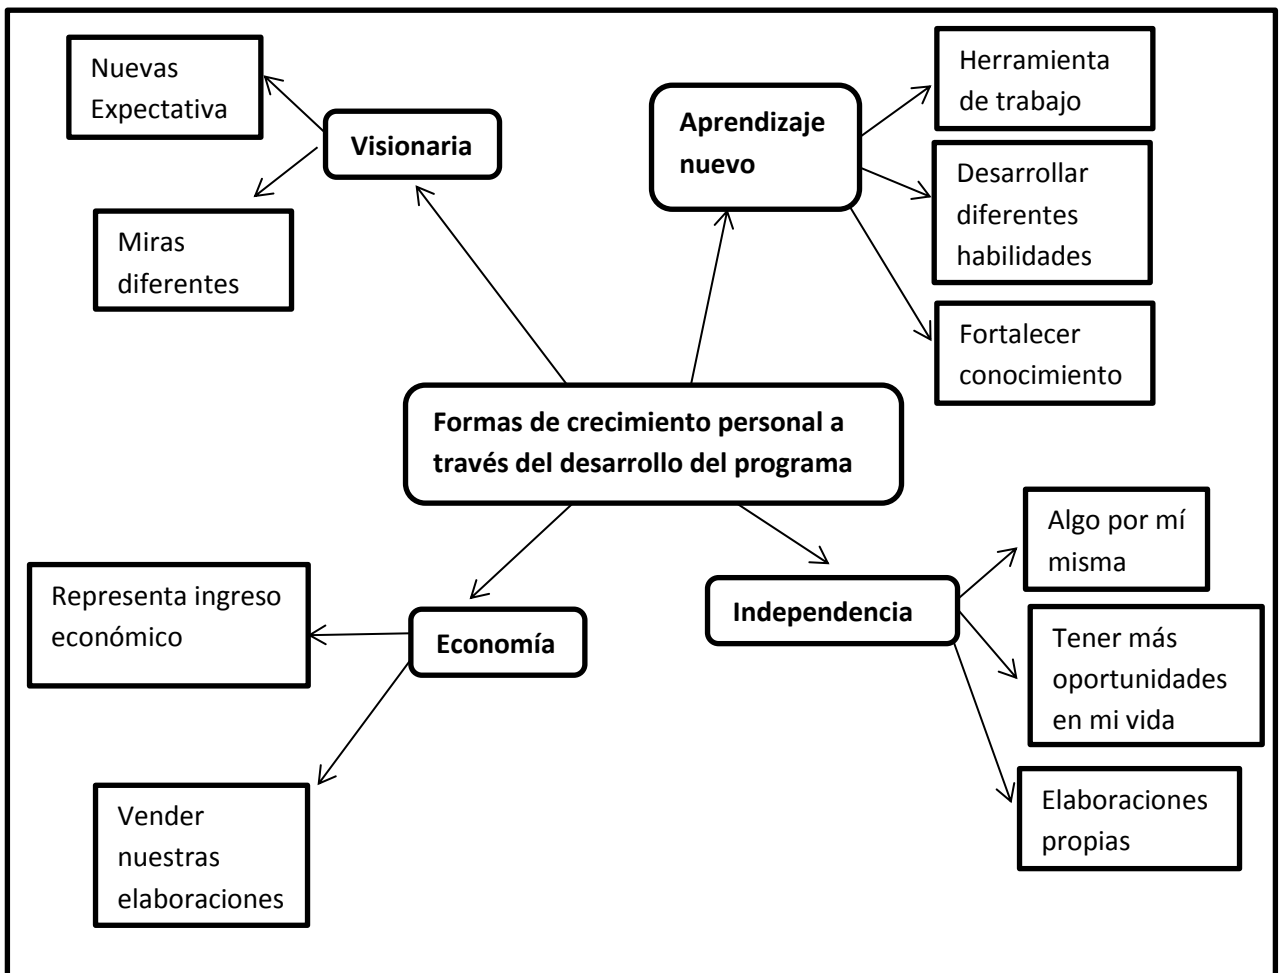 Nuevas
Expectativa
Visionaria
Miras
diferentes
Aprendizaje
nuevo
Herramienta
de trabajo
Desarrollar
diferentes
habilidades
Fortalecer
conocimiento
Formas de crecimiento personal a
través del desarrollo del programa
Representa ingreso
económico
Economía
Vender
nuestras
elaboraciones
Independencia
Algo por mí
misma
Tener más
oportunidades
en mi vida
Elaboraciones
propias